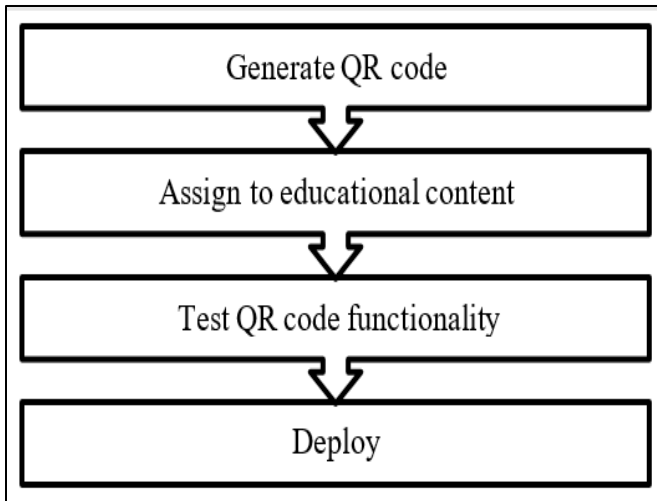 Generate QR code
Assign to educational content
Test QR code functionality
Deploy